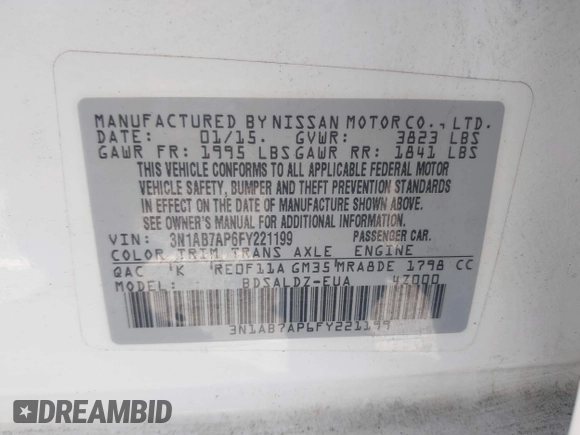 MANUFACTURED BY NISSAN MOTOR CO., LTD.
DATE: 01/15. GVWR: 3823 LBS
GAWR FR: 1995 LBS GAWR RR: 1841 LBS
THIS VEHICLE CONFORMS TO ALL APPLICABLE FEDERAL MOTOR
VEHICLE SAFETY, BUMPER AND THEFT PREVENTION STANDARDS
IN EFFECT ON THE DATE OF MANUFACTURE SHOWN ABOVE.
SEE OWNER'S MANUAL FOR ADDITIONAL INFORMATION.
VIN: 3N1AB7AP6FY221199 PASSENGER CAR.
COLOR TRIM TRANS AXLE ENGINE
QAC K RE0F11A GM35 MRA8DE 1798 CC
MODEL: BDSALDZ-EUA 4Z000
3N1AB7AP6FY221199
DREAMBID